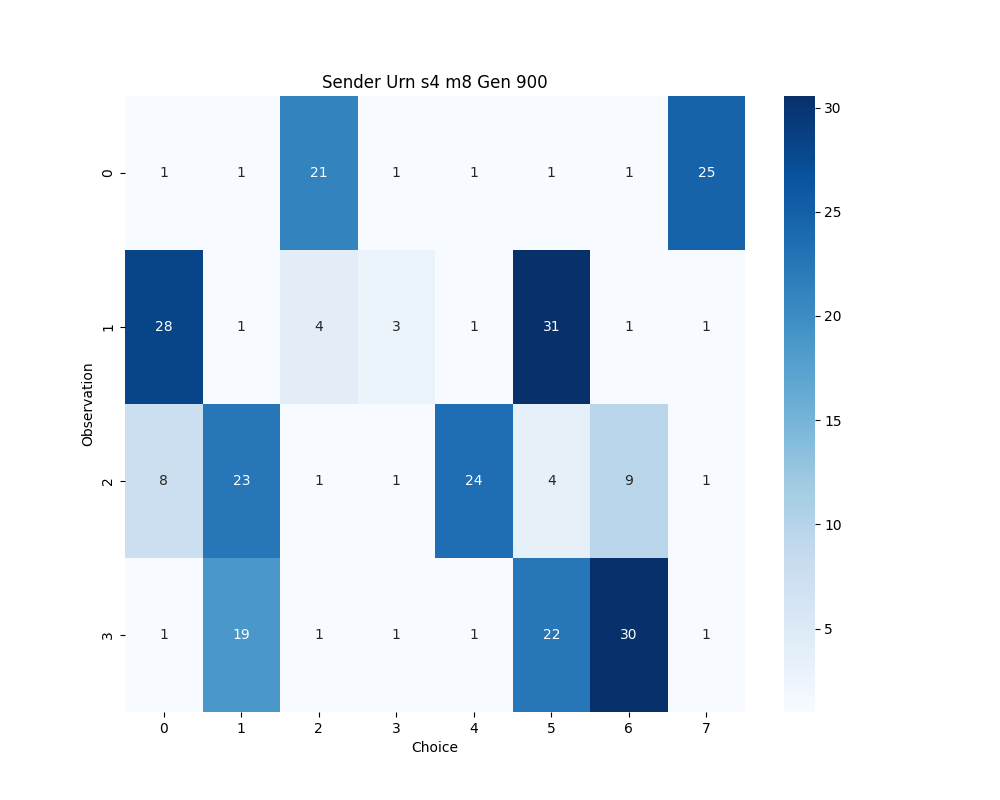 Sender Urn s4 m8 Gen 900
0 1 1 21 1 1 1 1 25
1 28 1 4 3 1 31 1 1
2 8 23 1 1 24 4 9 1
3 1 19 1 1 1 22 30 1
0 1 2 3 4 5 6 7
Choice
Observation
30
25
20
15
10
5